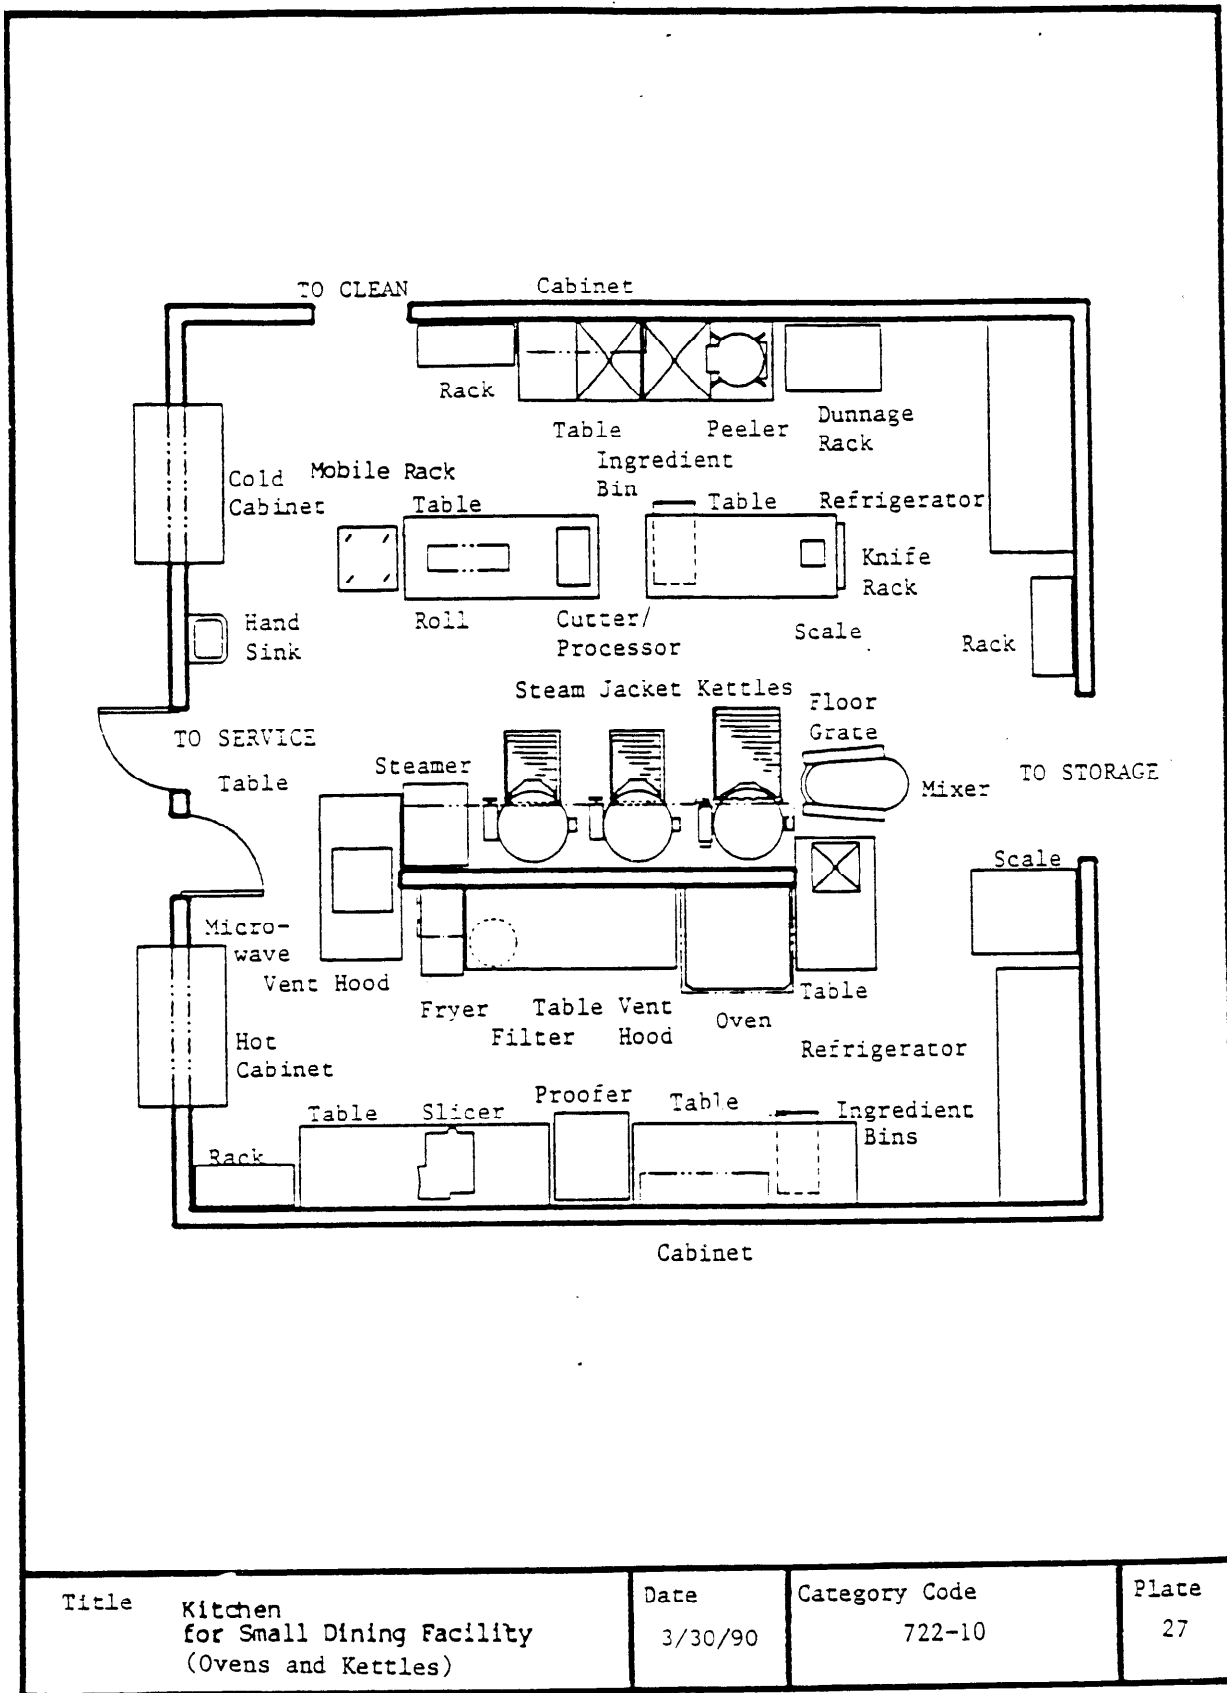 TO CLEAN
Cabinet
Rack
Table
Peeler
Dunnage
Rack
Ingredient
Bin
Cold
Cabinet
Mobile Rack
Table
Table
Refrigerator
Knife
Rack
Hand
Sink
Roll
Cutter/
Processor
Scale
Rack
Steam Jacket Kettles
Floor
Grate
TO SERVICE
Table
Steamer
Mixer
TO STORAGE
Scale
Micro-
wave
Vent Hood
Fryer
Filter
Table
Vent
Hood
Oven
Table
Refrigerator
Hot
Cabinet
Table
Slicer
Proofer
Table
Ingredient
Bins
Rack
Cabinet
Title
Kitchen
for Small Dining Facility
(Ovens and Kettles)
Date
3/30/90
Category Code
722-10
Plate
27